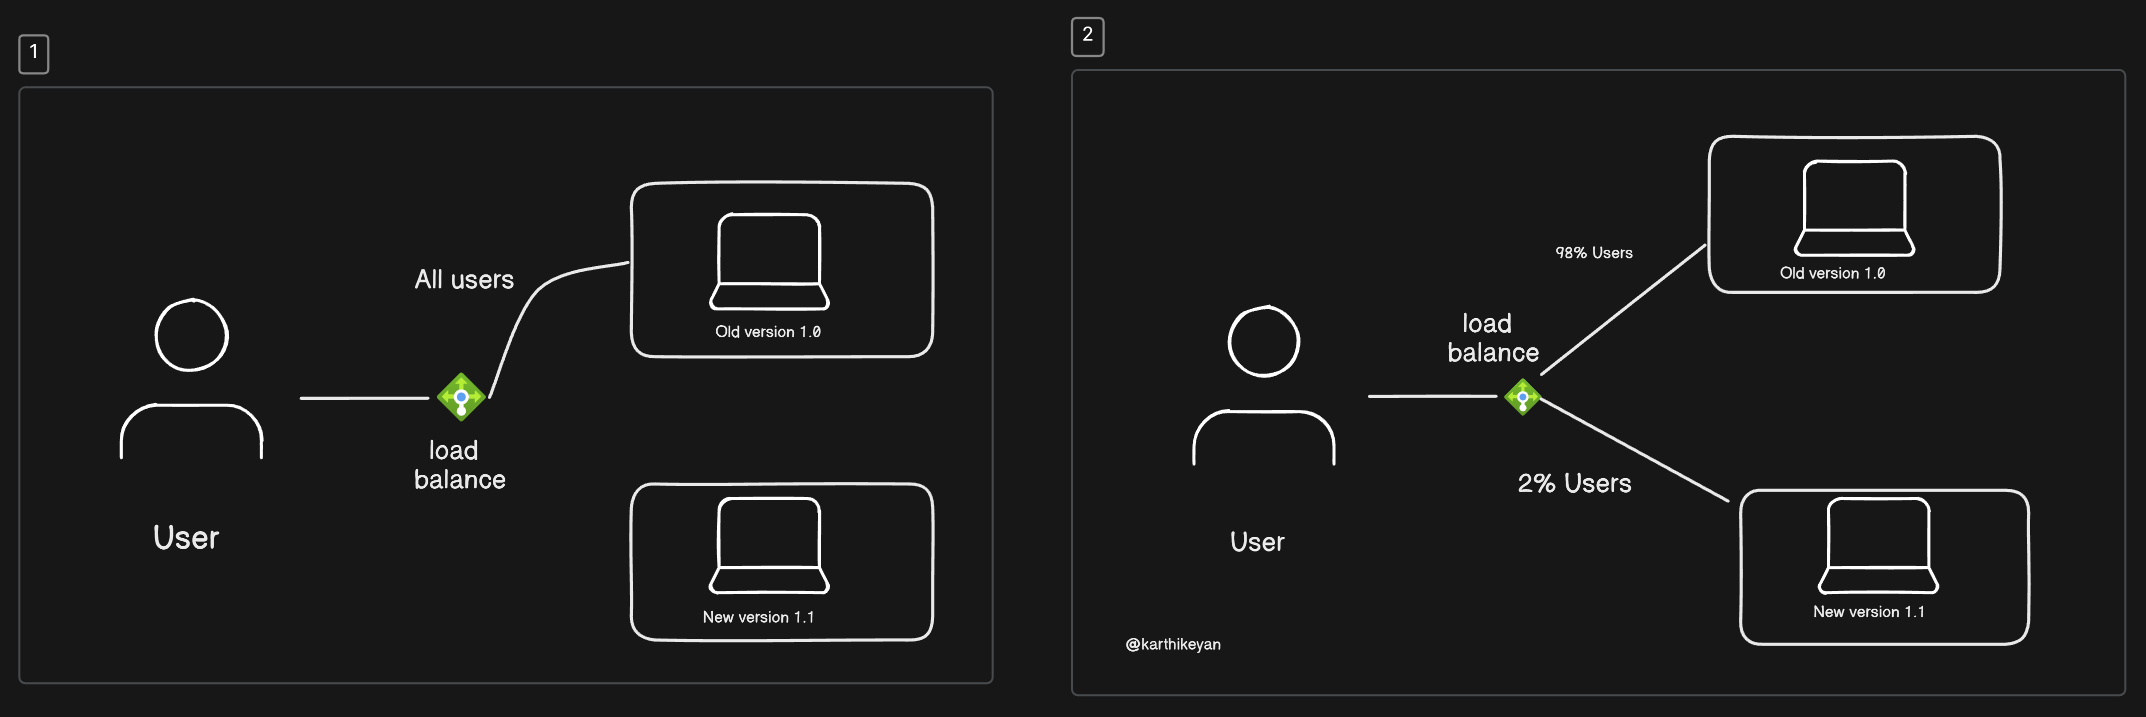 1
All users
Old version 1.0
load
balance
User
New version 1.1
2
98% Users
Old version 1.0
load
balance
2% Users
User
New version 1.1
@karthikeyan